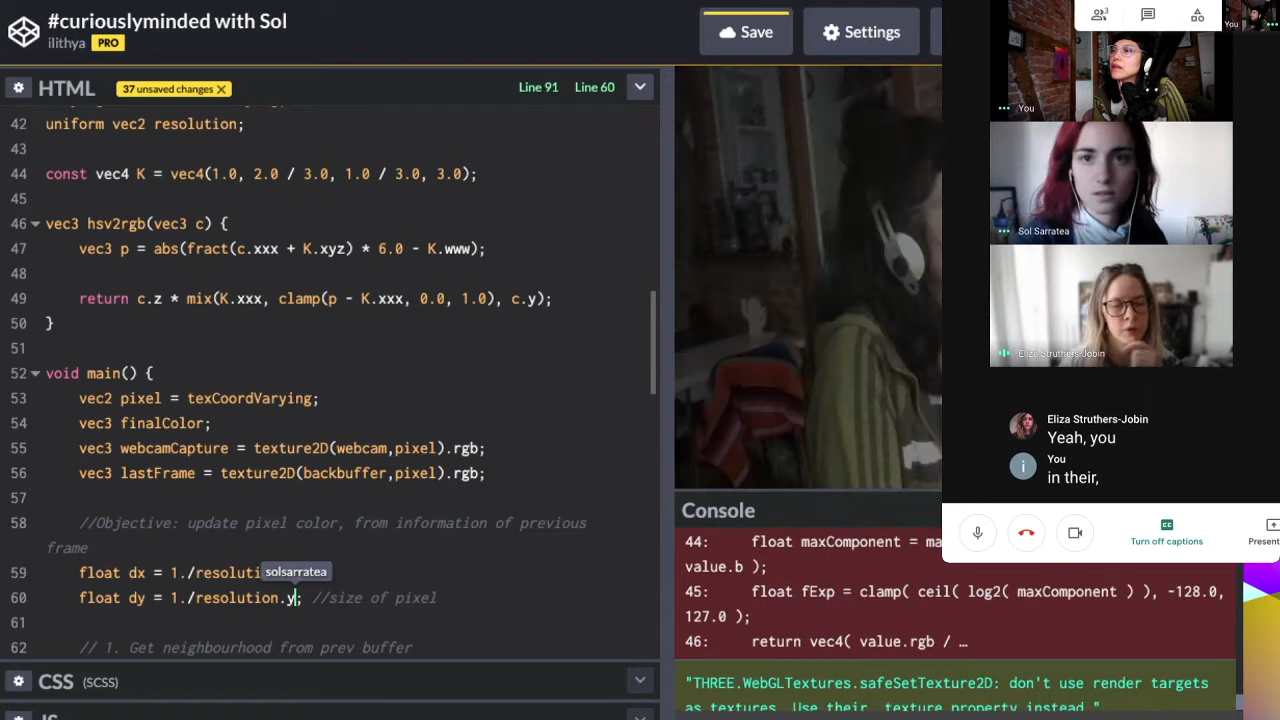 #curiouslyminded with Sol
ilithya PRO
Save
Settings
HTML
37 unsaved changes X
Line 91
Line 60
42 uniform vec2 resolution;
43
44 const vec4 K = vec4(1.0, 2.0 / 3.0, 1.0 / 3.0, 3.0);
45
46 vec3 hsv2rgb(vec3 c) {
47 vec3 p = abs(fract(c.xxx + K.xyz) * 6.0 - K.www);
48
49 return c.z * mix(K.xxx, clamp(p - K.xxx, 0.0, 1.0), c.y);
50 }
51
52 void main() {
53 vec2 pixel = texCoordVarying;
54 vec3 finalColor;
55 vec3 webcamCapture = texture2D(webcam,pixel).rgb;
56 vec3 lastFrame = texture2D(backbuffer,pixel).rgb;
57
58 //Objective: update pixel color, from information of previous
frame
59 float dx = 1./resoluti
solsarratea
60 float dy = 1./resolution.y; //size of pixel
61
62 // 1. Get neighbourhood from prev buffer
CSS (SCSS)
Console
44: float maxComponent = ma
value.b );
45: float fExp = clamp( ceil( log2( maxComponent ) ), -128.0,
127.0 );
46: return vec4( value.rgb / …
"THREE.WebGLTextures.safeSetTexture2D: don't use render targets
as textures. Use their .texture property instead."
3
You
You
Sol Sarratea
Eliza Struthers-Jobin
Eliza Struthers-Jobin
Yeah, you
You
i
in their,
Turn off captions
Present